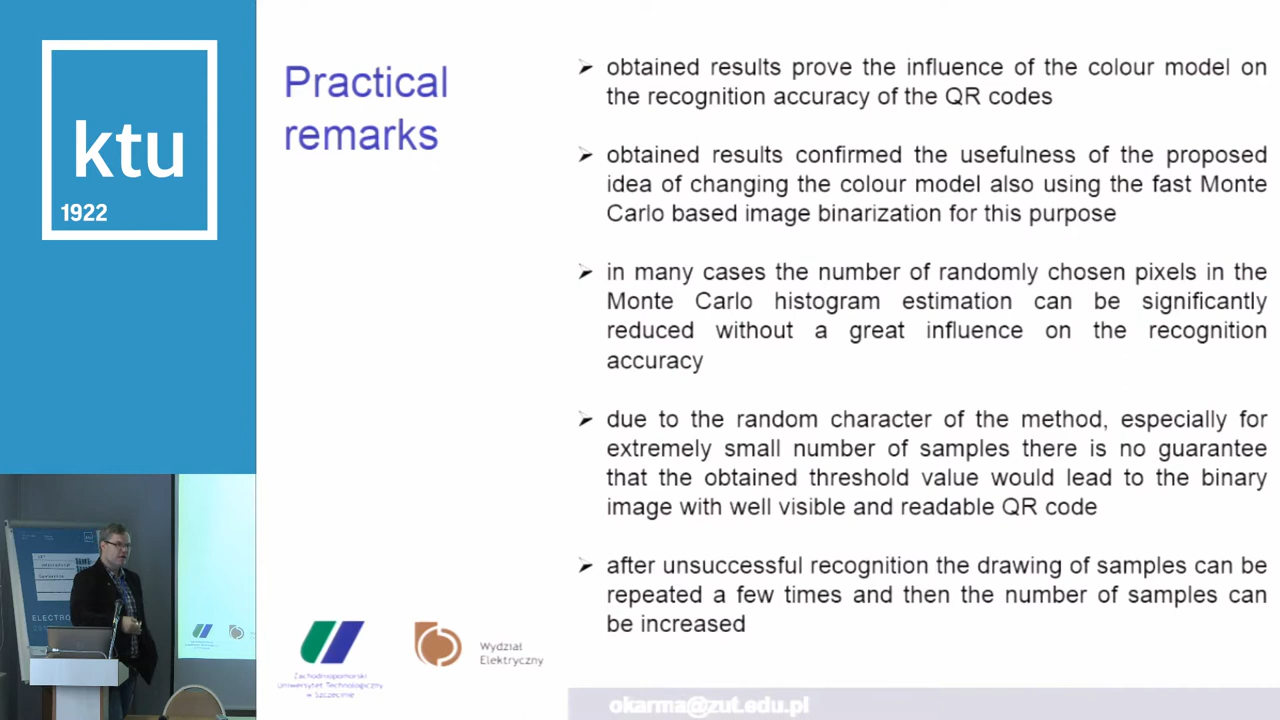 ktu
1922
Practical
remarks
➢ obtained results prove the influence of the colour model on
the recognition accuracy of the QR codes
➢ obtained results confirmed the usefulness of the proposed
idea of changing the colour model also using the fast Monte
Carlo based image binarization for this purpose
➢ in many cases the number of randomly chosen pixels in the
Monte Carlo histogram estimation can be significantly
reduced without a great influence on the recognition
accuracy
➢ due to the random character of the method, especially for
extremely small number of samples there is no guarantee
that the obtained threshold value would lead to the binary
image with well visible and readable QR code
➢ after unsuccessful recognition the drawing of samples can be
repeated a few times and then the number of samples can
be increased
Zachodniopomorski
Uniwersytet Technologiczny
w Szczecinie
Wydział
Elektryczny
okarma@zut.edu.pl
ktu
ELECTRO